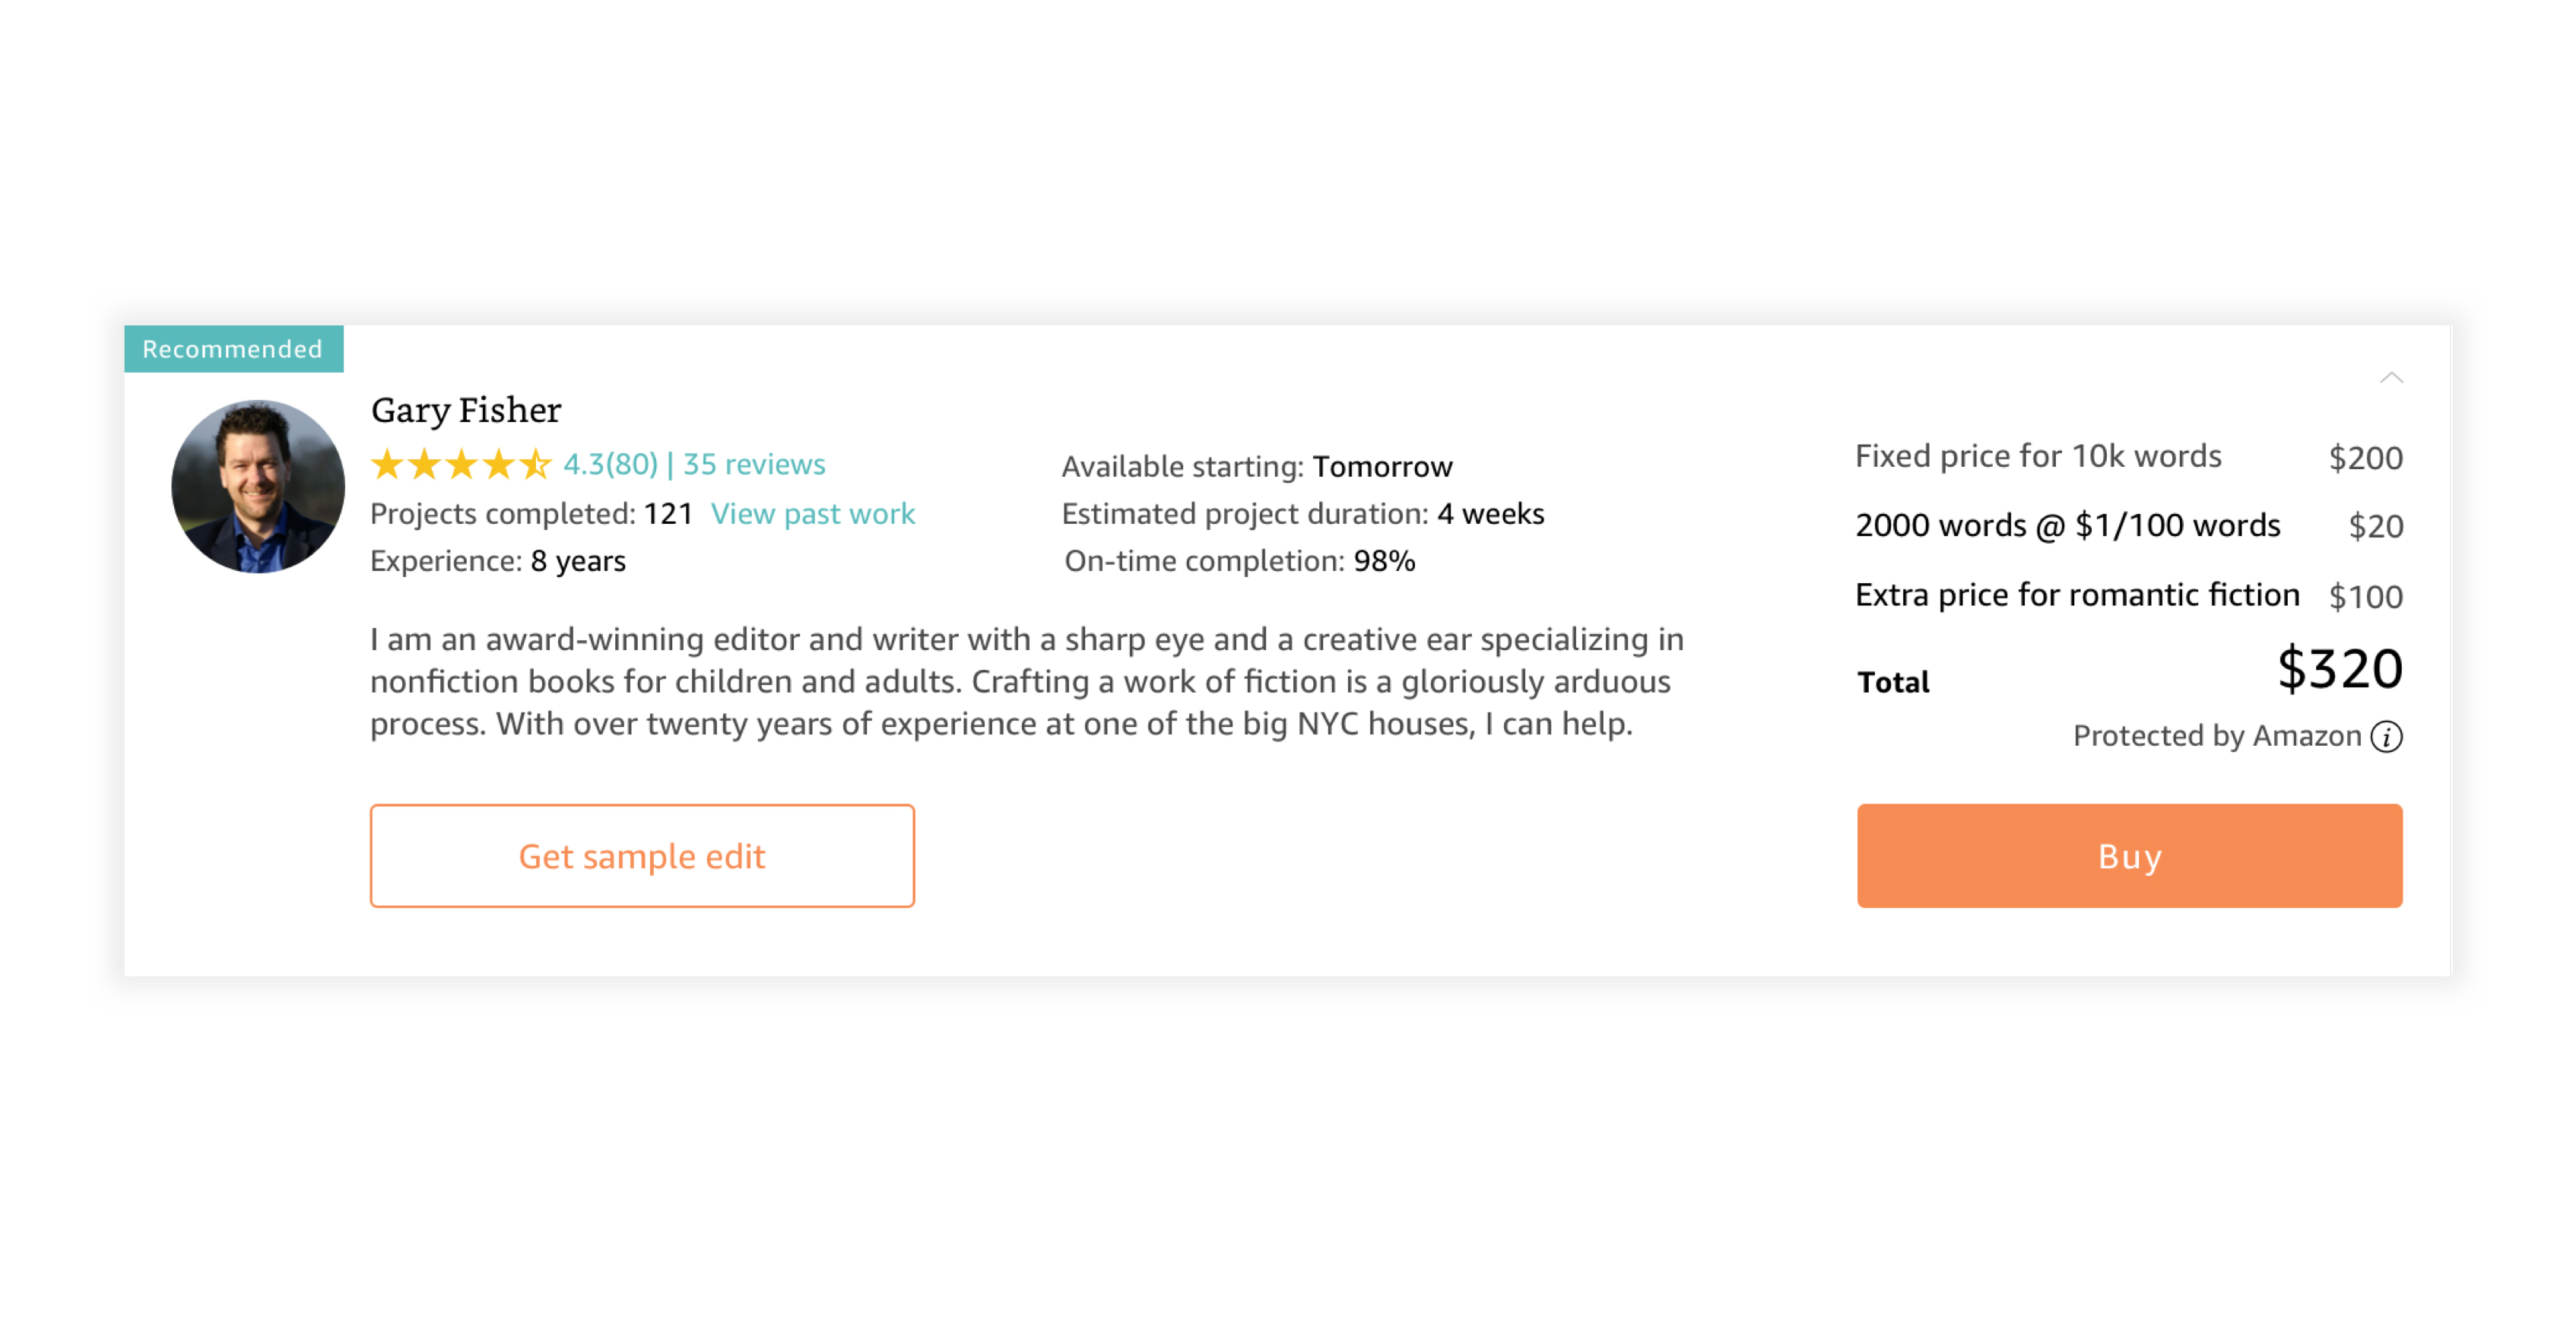 Recommended
Gary Fisher
4.3(80) | 35 reviews
Projects completed: 121 View past work
Experience: 8 years
Available starting: Tomorrow
Estimated project duration: 4 weeks
On-time completion: 98%
I am an award-winning editor and writer with a sharp eye and a creative ear specializing in
nonfiction books for children and adults. Crafting a work of fiction is a gloriously arduous
process. With over twenty years of experience at one of the big NYC houses, I can help.
Get sample edit
Fixed price for 10k words $200
2000 words @ $1/100 words $20
Extra price for romantic fiction $100
Total $320
Protected by Amazon i
Buy